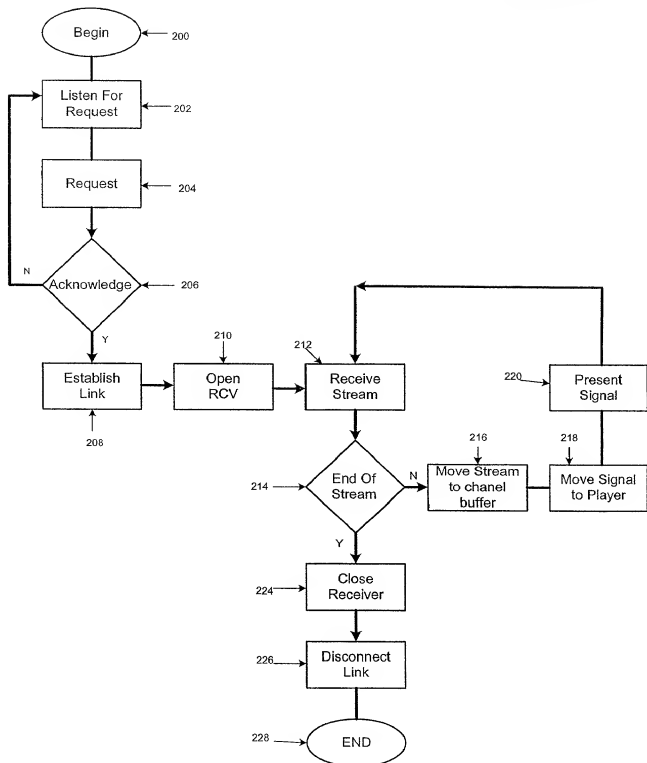 Begin
200
Listen For
Request
202
Request
204
N
Acknowledge
206
Y
210
212
Establish
Link
Open
RCV
Receive
Stream
220
Present
Signal
208
216
218
214
End Of
Stream
N
Move Stream
to chanel
buffer
Move Signal
to Player
Y
224
Close
Receiver
226
Disconnect
Link
228
END